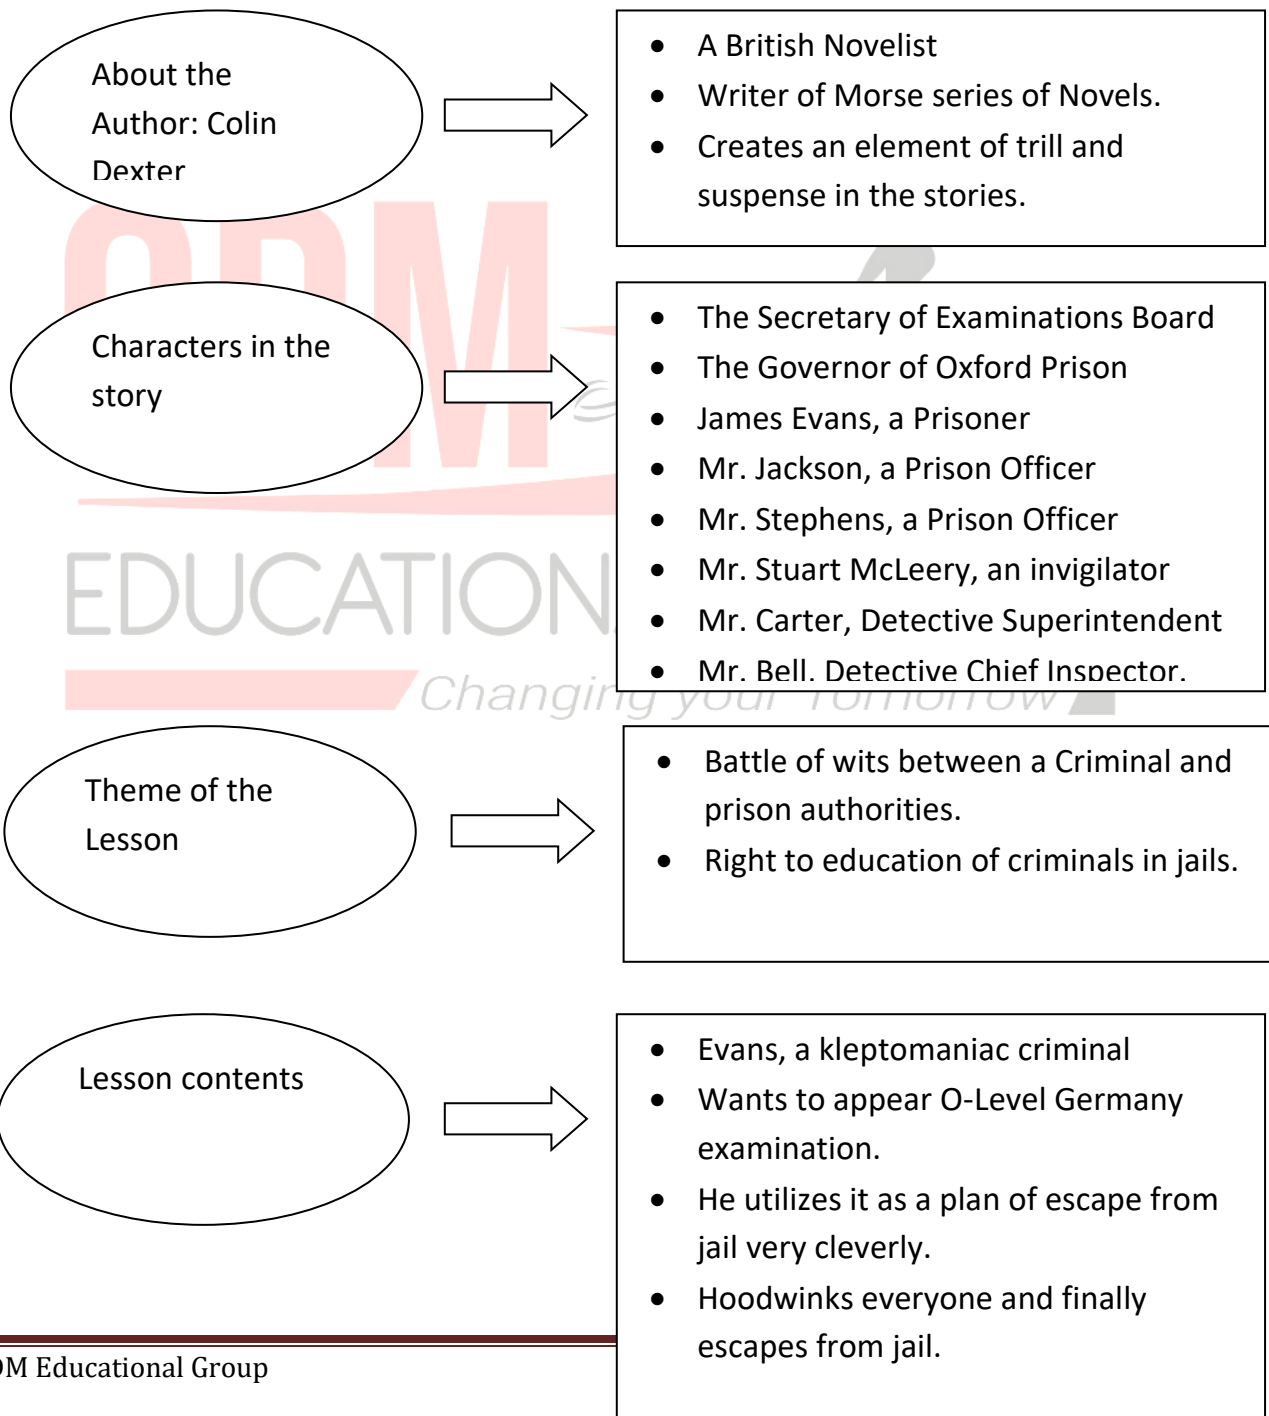 About the
Author: Colin
Dexter
• A British Novelist
• Writer of Morse series of Novels.
• Creates an element of trill and
suspense in the stories.
Characters in the
story
• The Secretary of Examinations Board
• The Governor of Oxford Prison
• James Evans, a Prisoner
• Mr. Jackson, a Prison Officer
• Mr. Stephens, a Prison Officer
• Mr. Stuart McLeery, an invigilator
• Mr. Carter, Detective Superintendent
• Mr. Bell, Detective Chief Inspector.
EDUCATION
Changing your Tomorrow
Theme of the
Lesson
• Battle of wits between a Criminal and
prison authorities.
• Right to education of criminals in jails.
Lesson contents
• Evans, a kleptomaniac criminal
• Wants to appear O-Level Germany
examination.
• He utilizes it as a plan of escape from
jail very cleverly.
• Hoodwinks everyone and finally
escapes from jail.
DM Educational Group